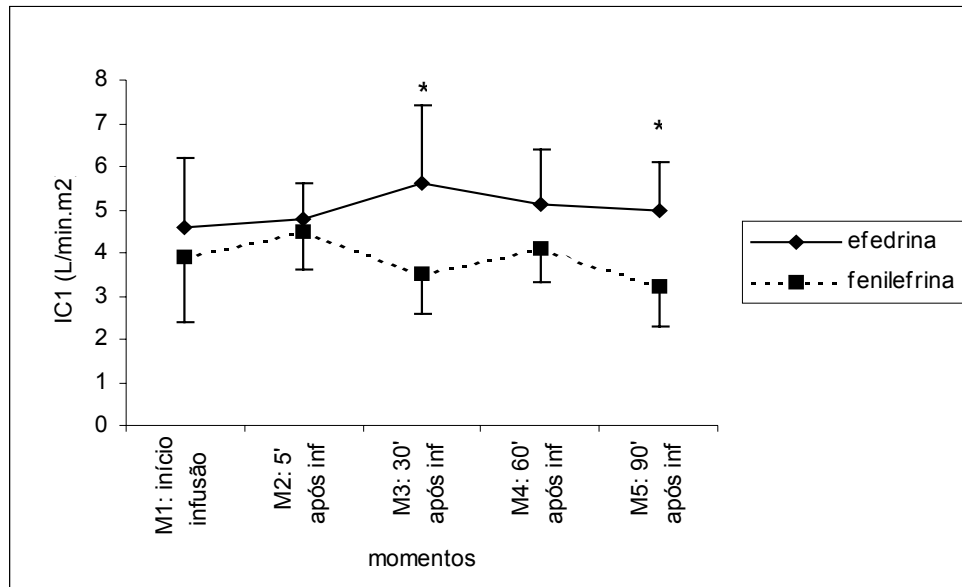 8
7
6
5
4
3
2
1
0
IC1 (L/min.m2)
*
*
M1: início
infusão
M2: 5'
após inf
M3: 30'
após inf
M4: 60'
após inf
M5: 90'
após inf
momentos
efedrina
fenilefrina